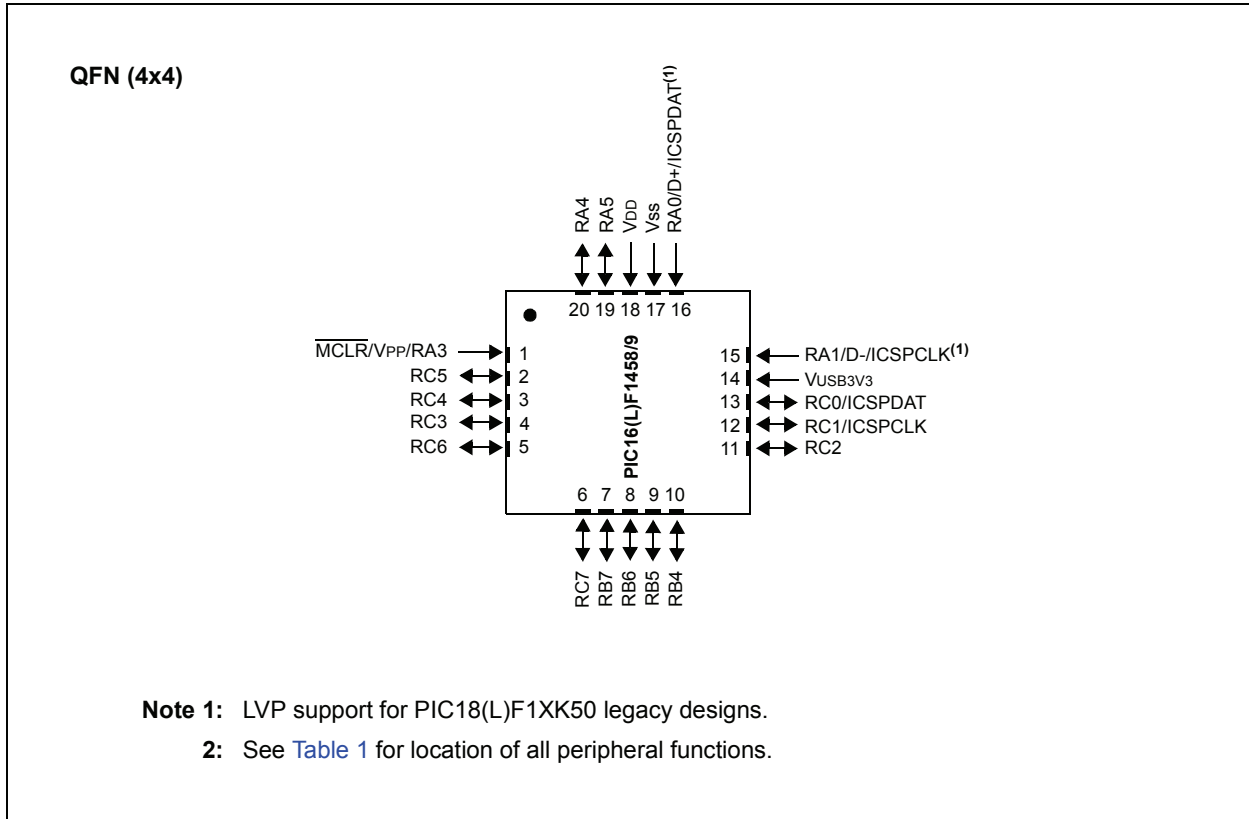 QFN (4x4)
RA4
RA5
VDD
Vss
RA0/D+/ICSPDAT(1)
20 19 18 17 16
MCLR/VPP/RA3 1
RC5 2
RC4 3
RC3 4
RC6 5
PIC16(L)F1458/9
15 RA1/D-/ICSPCLK(1)
14 VUSB3V3
13 RC0/ICSPDAT
12 RC1/ICSPCLK
11 RC2
6 7 8 9 10
RC7
RB7
RB6
RB5
RB4
Note 1: LVP support for PIC18(L)F1XK50 legacy designs.
2: See Table 1 for location of all peripheral functions.